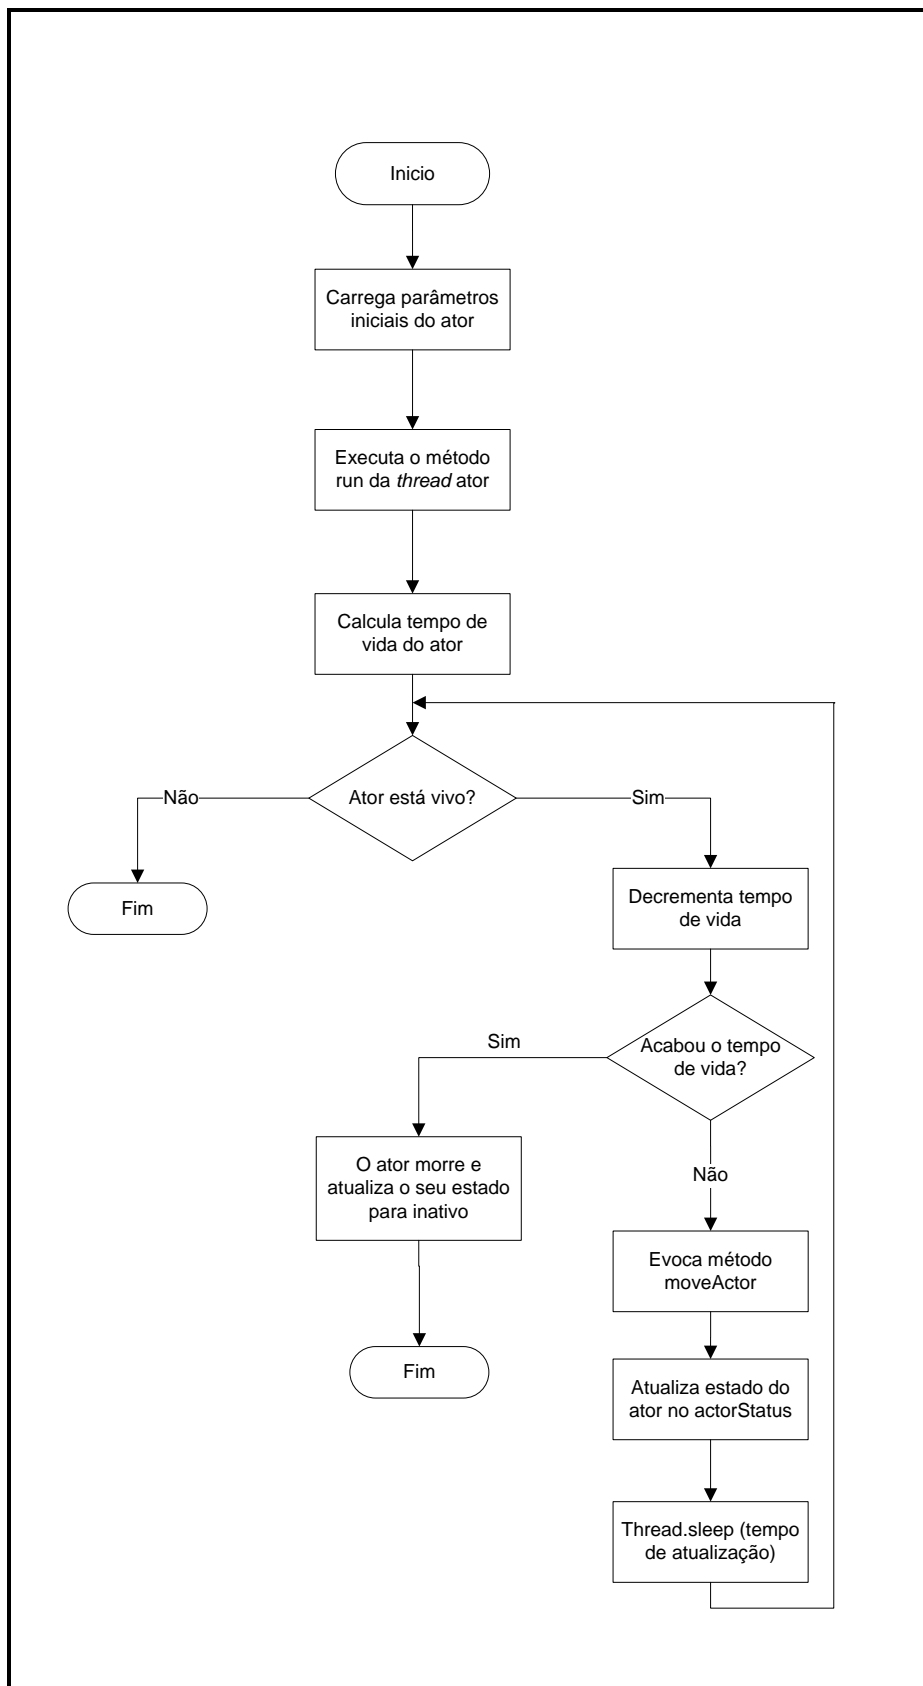 Inicio
Carrega parâmetros
iniciais do ator
Executa o método
run da thread ator
Calcula tempo de
vida do ator
Ator está vivo?
Não
Sim
Fim
Decrementa tempo
de vida
Acabou o tempo
de vida?
Sim
Não
O ator morre e
atualiza o seu estado
para inativo
Evoca método
moveActor
Fim
Atualiza estado do
ator no actorStatus
Thread.sleep (tempo
de atualização)